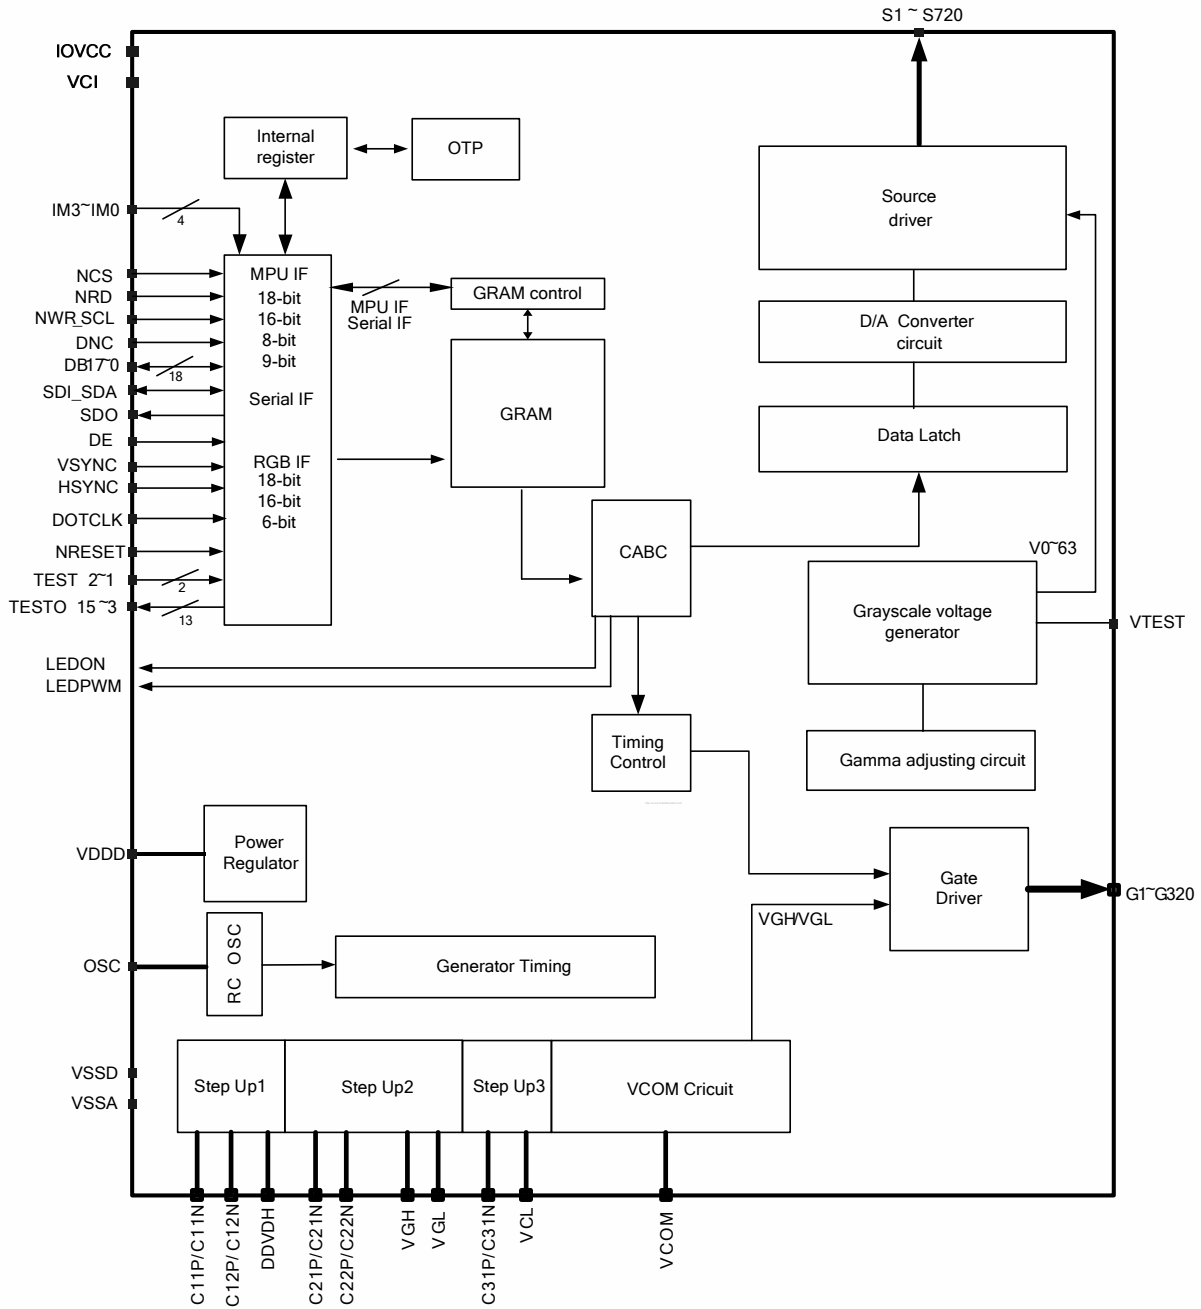 S1 ~ S720
IOVCC
VCI
Internal
register
OTP
IM3~IM0
4
Source
driver
NCS
NRD
NWR_SCL
DNC
DB17~0
18
SDI_SDA
SDO
DE
VSYNC
HSYNC
DOTCLK
NRESET
TEST 2~1
2
TESTO 15~3
13
LEDON
LEDPWM
MPU IF
18-bit
16-bit
8-bit
9-bit
Serial IF
RGB IF
18-bit
16-bit
6-bit
MPU IF
Serial IF
GRAM control
GRAM
D/A Converter
circuit
Data Latch
CABC
V0~63
Grayscale voltage
generator
VTEST
Timing
Control
Gamma adjusting circuit
VDDD
Power
Regulator
Gate
Driver
G1~G320
VGH/VGL
OSC
RC OSC
Generator Timing
VSSD
VSSA
Step Up1
Step Up2
Step Up3
VCOM Cricuit
C11P/C11N
C12P/C12N
DDVDH
C21P/C21N
C22P/C22N
VGH
VGL
C31P/C31N
VCL
VCOM